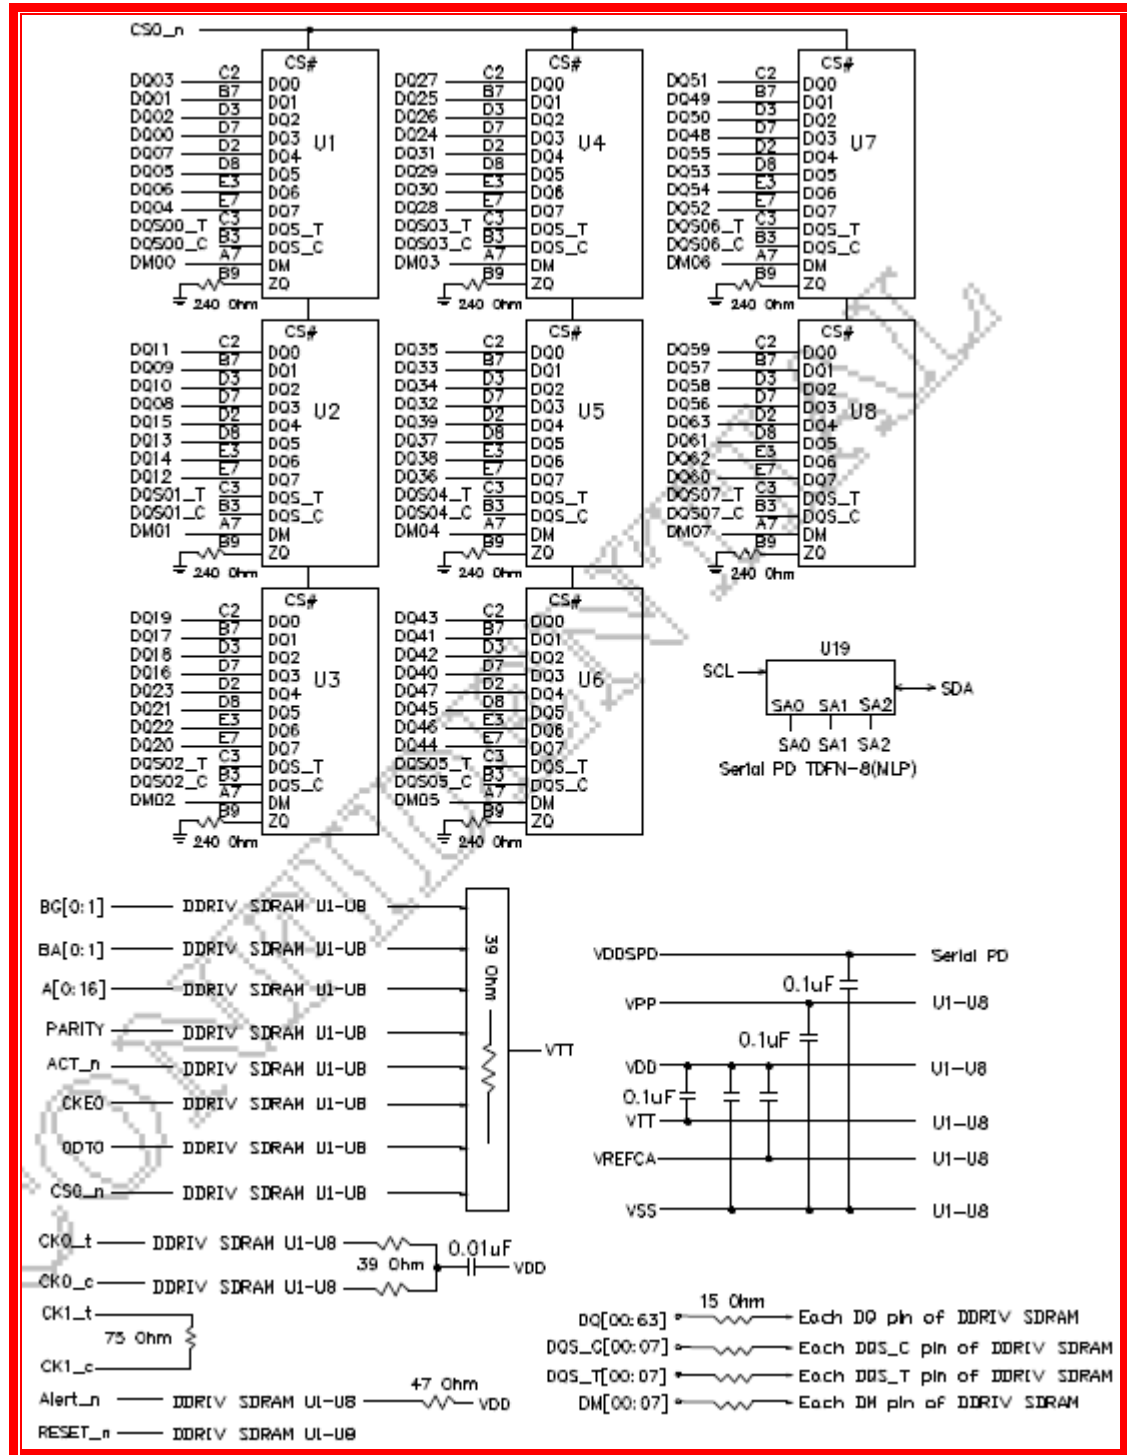 CS0_n
CS#
DQ03 C2 DQ0
DQ01 B7 DQ1
DQ02 D3 DQ2
DQ00 D7 DQ3
U1
DQ07 D2 DQ4
DQ05 D8 DQ5
DQ06 E3 DQ6
DQ04 E7 DQ7
DQS00_T C3 DQS_T
DQS00_C B3 DQS_C
DM00 A7 DM
B9 ZQ
240 Ohm
CS#
DQ27 C2 DQ0
DQ25 B7 DQ1
DQ26 D3 DQ2
DQ24 D7 DQ3
U4
DQ31 D2 DQ4
DQ29 D8 DQ5
DQ30 E3 DQ6
DQ28 E7 DQ7
DQS03_T C3 DQS_T
DQS03_C B3 DQS_C
DM03 A7 DM
B9 ZQ
240 Ohm
CS#
DQ51 C2 DQ0
DQ49 B7 DQ1
DQ50 D3 DQ2
DQ48 D7 DQ3
U7
DQ55 D2 DQ4
DQ53 D8 DQ5
DQ54 E3 DQ6
DQ52 E7 DQ7
DQS06_T C3 DQS_T
DQS06_C B3 DQS_C
DM06 A7 DM
B9 ZQ
240 Ohm
CS#
DQ11 C2 DQ0
DQ09 B7 DQ1
DQ10 D3 DQ2
DQ08 D7 DQ3
U2
DQ15 D2 DQ4
DQ13 D8 DQ5
DQ14 E3 DQ6
DQ12 E7 DQ7
DQS01_T C3 DQS_T
DQS01_C B3 DQS_C
DM01 A7 DM
B9 ZQ
240 Ohm
CS#
DQ35 C2 DQ0
DQ33 B7 DQ1
DQ34 D3 DQ2
DQ32 D7 DQ3
U5
DQ39 D2 DQ4
DQ37 D8 DQ5
DQ38 E3 DQ6
DQ36 E7 DQ7
DQS04_T C3 DQS_T
DQS04_C B3 DQS_C
DM04 A7 DM
B9 ZQ
240 Ohm
CS#
DQ59 C2 DQ0
DQ57 B7 DQ1
DQ58 D3 DQ2
DQ56 D7 DQ3
U8
DQ63 D2 DQ4
DQ61 D8 DQ5
DQ62 E3 DQ6
DQ60 E7 DQ7
DQS07_T C3 DQS_T
DQS07_C B3 DQS_C
DM07 A7 DM
B9 ZQ
240 Ohm
CS#
DQ19 C2 DQ0
DQ17 B7 DQ1
DQ18 D3 DQ2
DQ16 D7 DQ3
U3
DQ23 D2 DQ4
DQ21 D8 DQ5
DQ22 E3 DQ6
DQ20 E7 DQ7
DQS02_T C3 DQS_T
DQS02_C B3 DQS_C
DM02 A7 DM
B9 ZQ
240 Ohm
CS#
DQ43 C2 DQ0
DQ41 B7 DQ1
DQ42 D3 DQ2
DQ40 D7 DQ3
U6
DQ47 D2 DQ4
DQ45 D8 DQ5
DQ46 E3 DQ6
DQ44 E7 DQ7
DQS05_T C3 DQS_T
DQS05_C B3 DQS_C
DM05 A7 DM
B9 ZQ
240 Ohm
U19
SCL
SDA
SA0 SA1 SA2
SA0 SA1 SA2
Serial PD TDFN-8(MLP)
CONFIDENTIAL
BG[0:1] DDRIV SDRAM U1-U8
BA[0:1] DDRIV SDRAM U1-U8
A[0:16] DDRIV SDRAM U1-U8
PARITY DDRIV SDRAM U1-U8
ACT_n DDRIV SDRAM U1-U8
CKE0 DDRIV SDRAM U1-U8
ODT0 DDRIV SDRAM U1-U8
CS0_n DDRIV SDRAM U1-U8
39 Ohm
VTT
VDDSPD Serial PD
0.1uF
VPP U1-U8
0.1uF
VDD U1-U8
0.1uF
VTT U1-U8
VREFCA U1-U8
VSS U1-U8
CK0_t DDRIV SDRAM U1-U8
39 Ohm
0.01uF
VDD
CK0_c DDRIV SDRAM U1-U8
CK1_t
75 Ohm
CK1_c
Alert_n DDRIV SDRAM U1-U8
47 Ohm
VDD
RESET_n DDRIV SDRAM U1-U8
15 Ohm
DQ[00:63] Each DQ pin of DDRIV SDRAM
DQS_C[00:07] Each DQS_C pin of DDRIV SDRAM
DQS_T[00:07] Each DQS_T pin of DDRIV SDRAM
DM[00:07] Each DM pin of DDRIV SDRAM